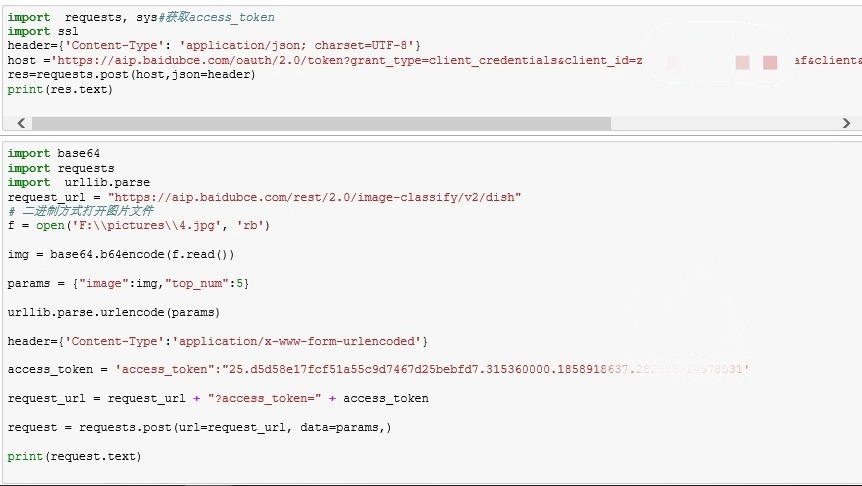 import  requests, sys#获取access_token
import ssl
header={'Content-Type': 'application/json; charset=UTF-8'}
host ='https://aip.baidubce.com/oauth/2.0/token?grant_type=client_credentials&client_id=z af&client&
res=requests.post(host,json=header)
print(res.text)
import base64
import requests
import  urllib.parse
request_url = "https://aip.baidubce.com/rest/2.0/image-classify/v2/dish"
# 二进制方式打开图片文件
f = open('F:\\pictures\\4.jpg', 'rb')
img = base64.b64encode(f.read())
params = {"image":img,"top_num":5}
urllib.parse.urlencode(params)
header={'Content-Type':'application/x-www-form-urlencoded'}
access_token = 'access_token":"25.d5d58e17fcf51a55c9d7467d25bebfd7.315360000.1858918637.
request_url = request_url + "?access_token=" + access_token
request = requests.post(url=request_url, data=params,)
print(request.text)